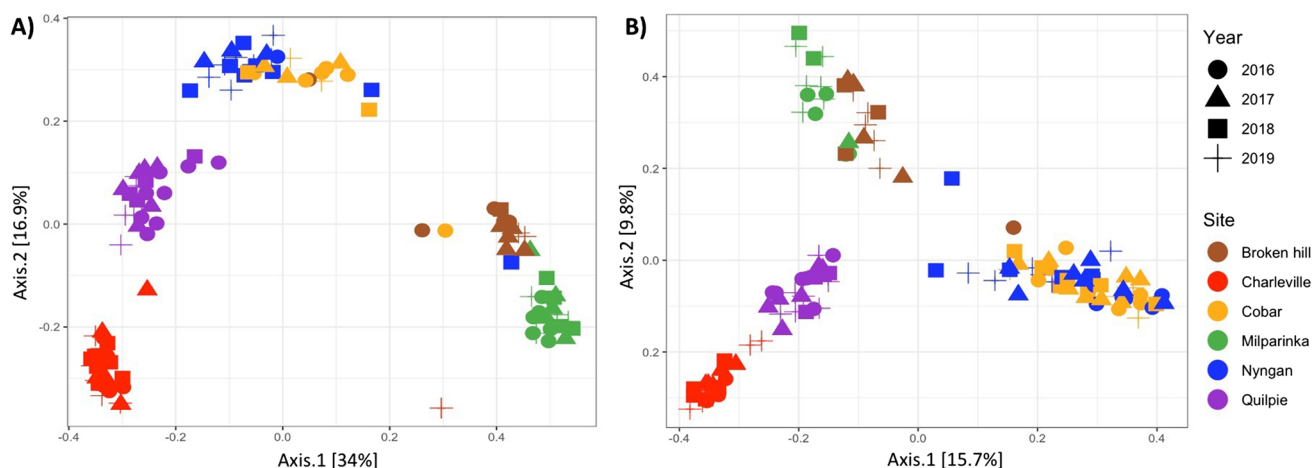 A)
B)
0.4
0.2
0.0
-0.2
-0.4
-0.2
0.0
0.2
0.4
Axis.2 [16.9%]
Axis.1 [34%]
0.4
0.2
0.0
0.2
-0.4
-0.2
0.0
0.2
0.4
Axis.2 [9.8%]
Axis.1 [15.7%]
Year
2016
2017
2018
2019
Site
Broken hill
Charleville
Cobar
Milparinka
Nyngan
Quilpie